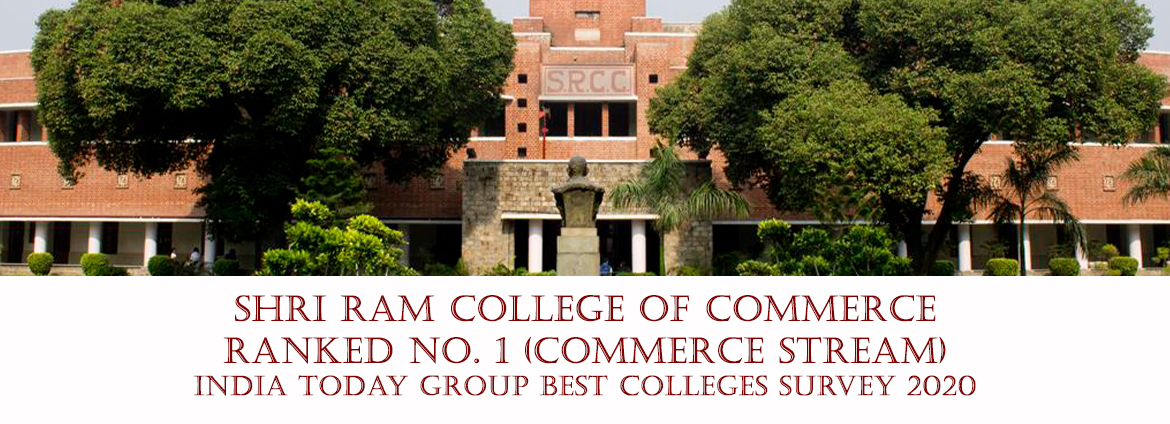 S.R.C.C.
SHRI RAM COLLEGE OF COMMERCE
RANKED NO. 1 (COMMERCE STREAM)
INDIA TODAY GROUP BEST COLLEGES SURVEY 2020